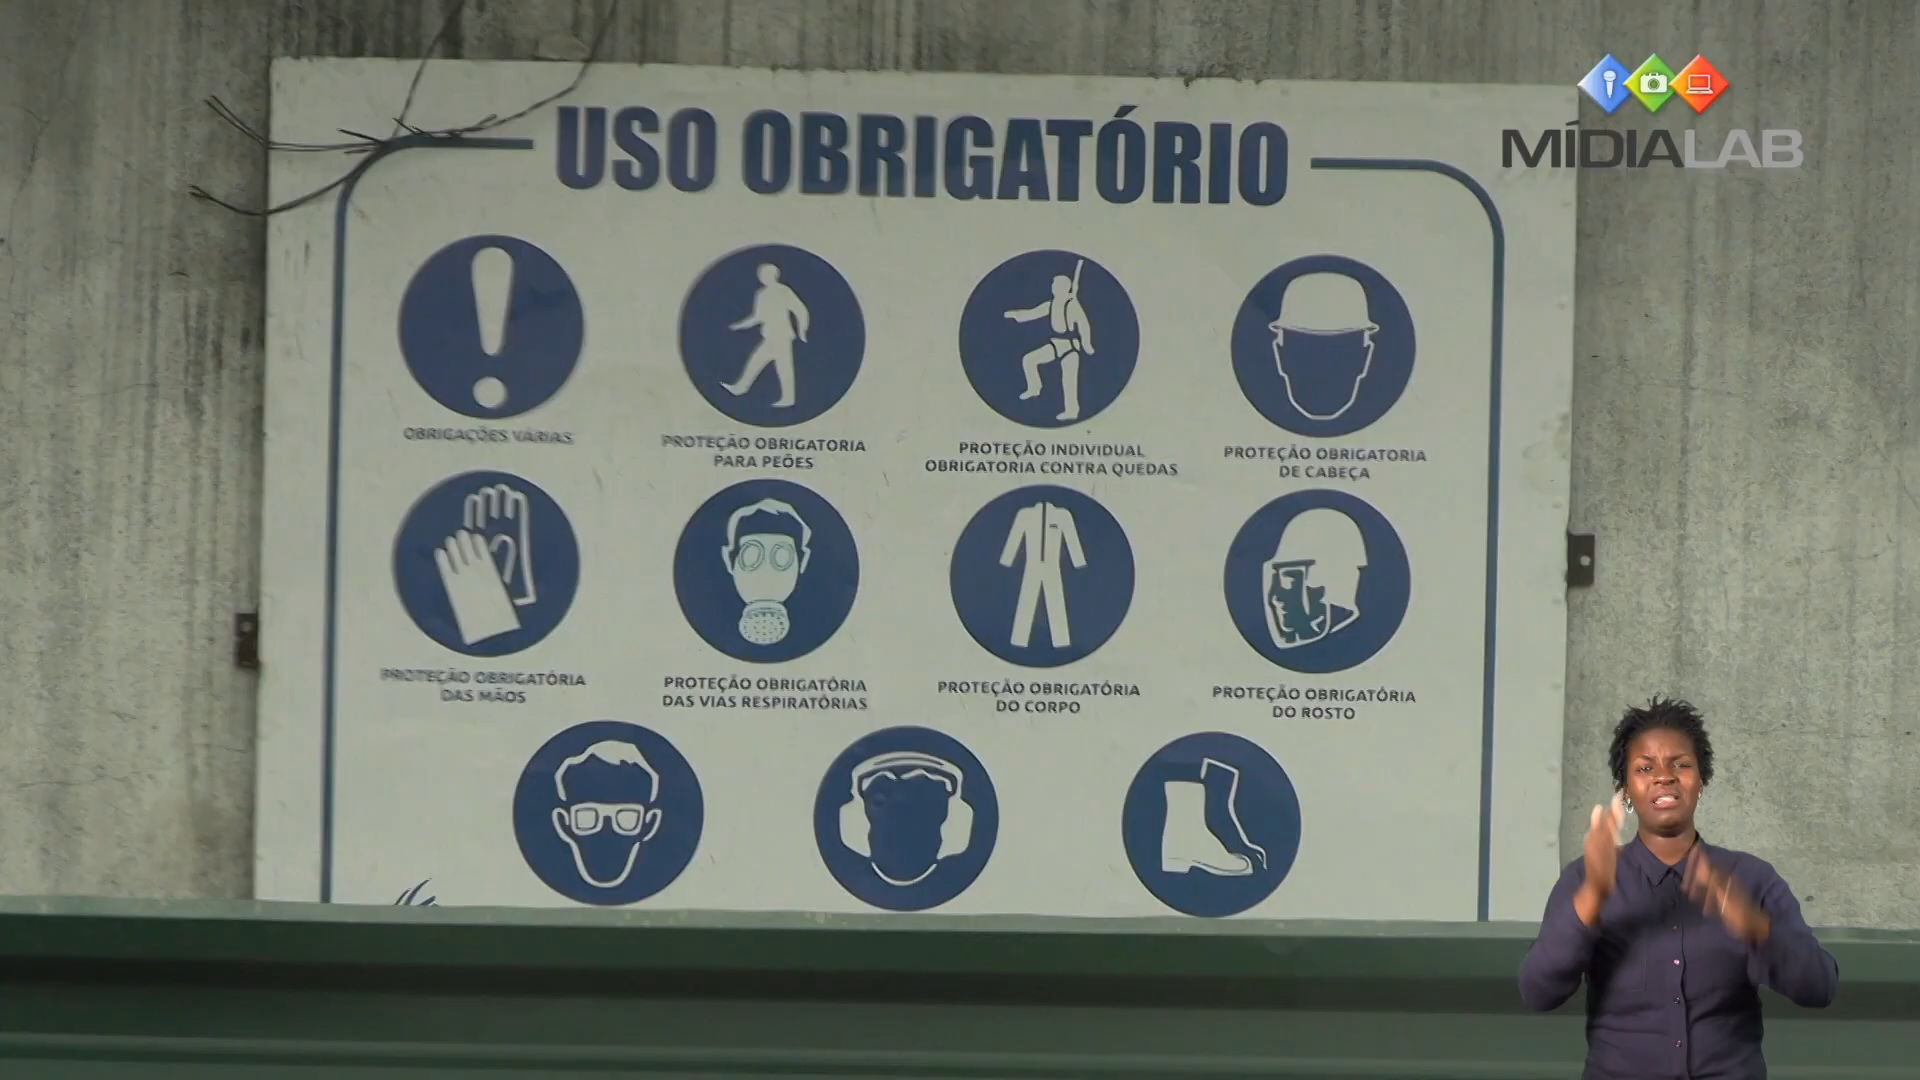 MÍDIALAB
USO OBRIGATÓRIO
OBRIGAÇÕES VÁRIAS
PROTEÇÃO OBRIGATORIA
PARA PEÕES
PROTEÇÃO INDIVIDUAL
OBRIGATORIA CONTRA QUEDAS
PROTEÇÃO OBRIGATORIA
DE CABEÇA
PROTEÇÃO OBRIGATÓRIA
DAS MÃOS
PROTEÇÃO OBRIGATÓRIA
DAS VIAS RESPIRATÓRIAS
PROTEÇÃO OBRIGATÓRIA
DO CORPO
PROTEÇÃO OBRIGATÓRIA
DO ROSTO